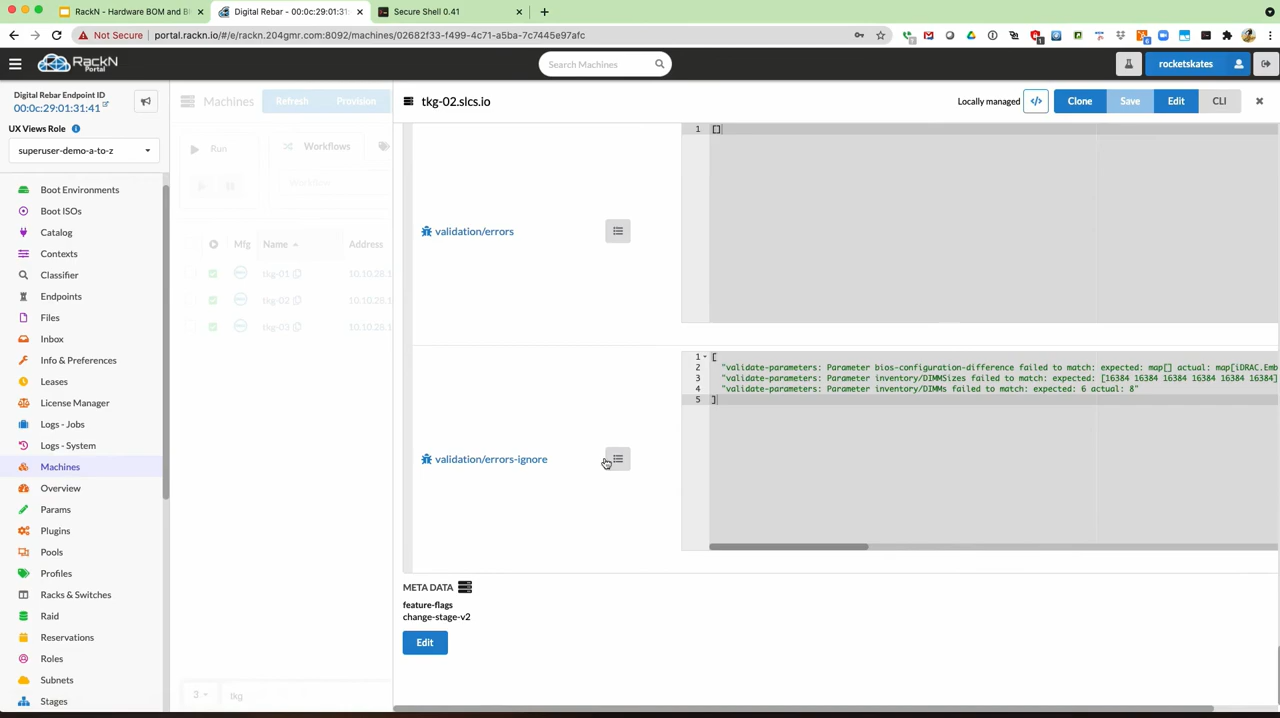 RackN - Hardware BOM and Bi
Digital Rebar - 00:0c:29:01:31:
Secure Shell 0.41
Not Secure
portal.rackn.io/#/e/rackn.204gmr.com:8092/machines/02682f33-f499-4c71-a5ba-7c7445e97afc
RackN
Portal
Search Machines
rocketskates
Digital Rebar Endpoint ID
00:0c:29:01:31:41
UX Views Role
superuser-demo-a-to-z
Boot Environments
Boot ISOs
Catalog
Contexts
Classifier
Endpoints
Files
Inbox
Info & Preferences
Leases
License Manager
Logs - Jobs
Logs - System
Machines
Overview
Params
Plugins
Pools
Profiles
Racks & Switches
Raid
Reservations
Roles
Subnets
Stages
Machines
Refresh
Provision
Run
Workflows
Workflow
Mfg
Name
Address
tkg-01
10.10.28.1
tkg-02
10.10.28.1
tkg-03
10.10.28.1
3
tkg
tkg-02.slcs.io
Locally managed
</>
Clone
Save
Edit
CLI
1 []
validation/errors
validation/errors-ignore
1 [
2 "validate-parameters: Parameter bios-configuration-difference failed to match: expected: map[] actual: map[iDRAC.Emb
3 "validate-parameters: Parameter inventory/DIMMSizes failed to match: expected: [16384 16384 16384 16384 16384 16384]
4 "validate-parameters: Parameter inventory/DIMMs failed to match: expected: 6 actual: 8"
5 ]
META DATA
feature-flags
change-stage-v2
Edit